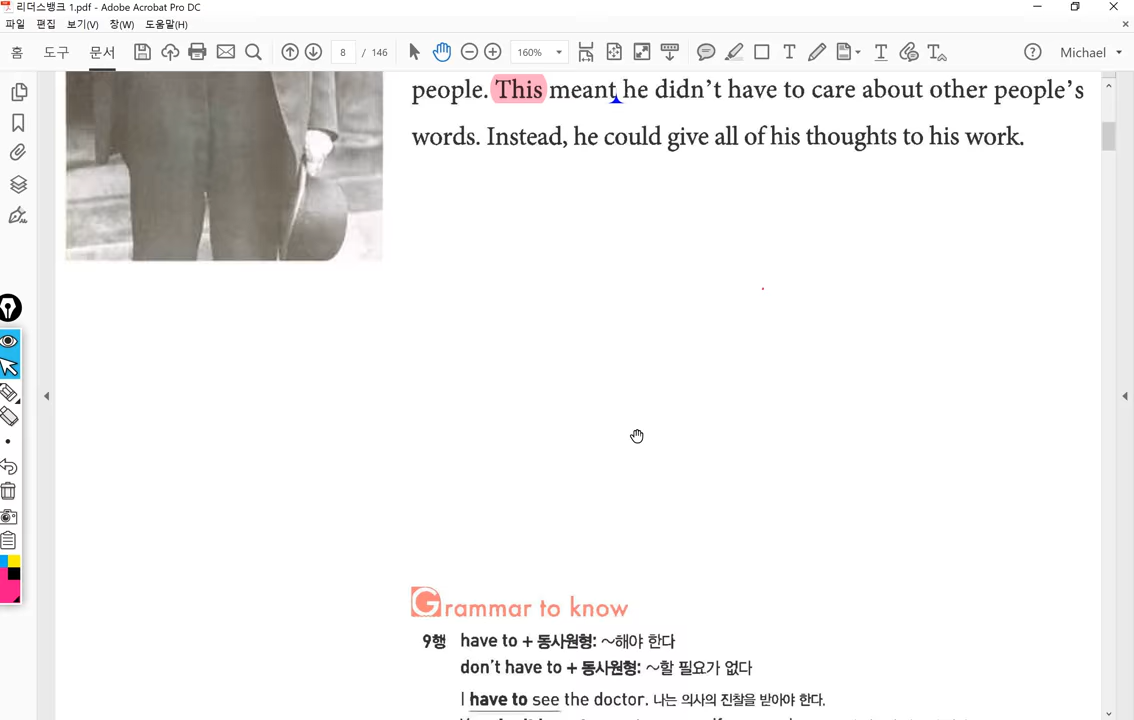 리더스뱅크 1.pdf - Adobe Acrobat Pro DC
파일 편집 보기(V) 창(W) 도움말(H)
홈 도구 문서 8 / 146 160% Michael
people. This meant he didn't have to care about other people's
words. Instead, he could give all of his thoughts to his work.
Grammar to know
9행 have to + 동사원형: ~해야 한다
don't have to + 동사원형: ~할 필요가 없다
I have to see the doctor. 나는 의사의 진찰을 받아야 한다.